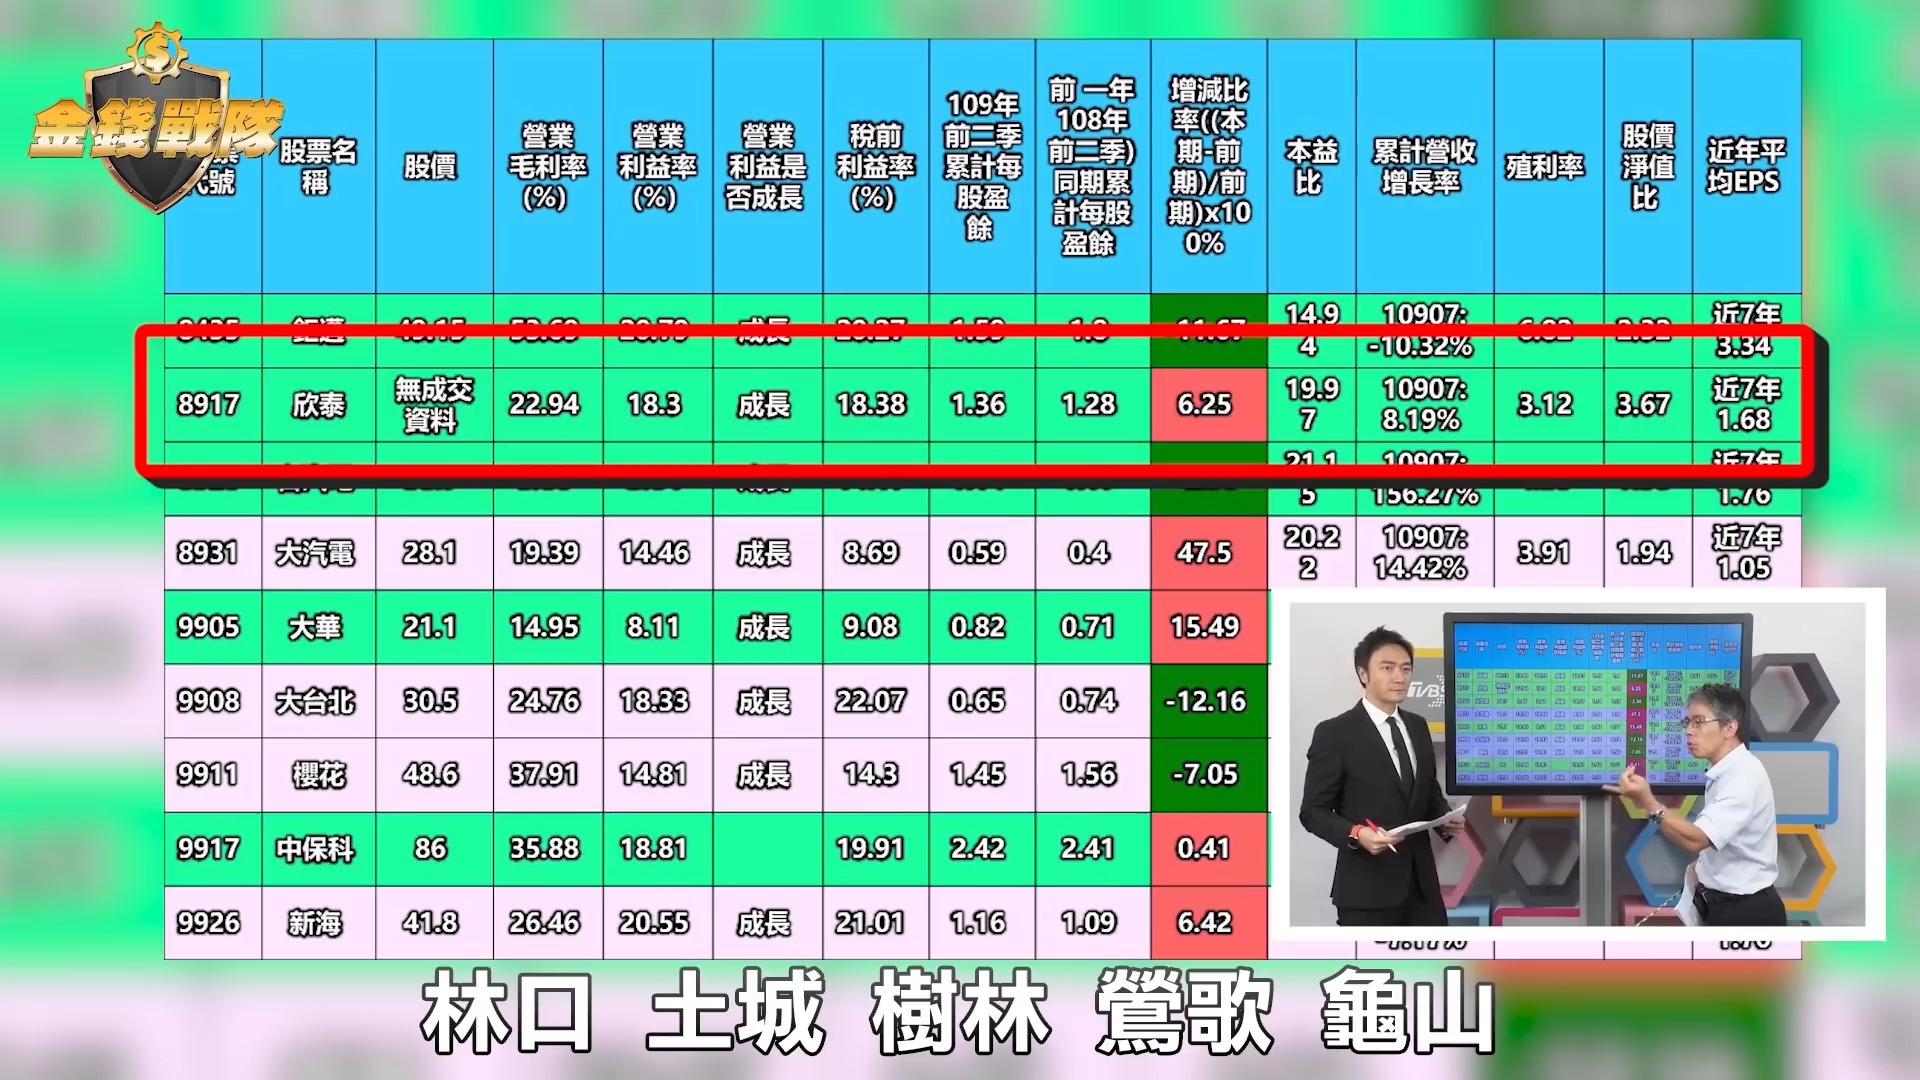 金錢戰隊
代號
股票名
稱
股價
營業
毛利率
(%)
營業
利益率
(%)
營業
利益是
否成長
稅前
利益率
(%)
109年
前二季
累計每
股盈
餘
前 一年
108年
前二季)
同期累
計每股
盈餘
增減比
率((本
期-前
期)/前
期)x10
0%
本益
比
累計營收
增長率
殖利率
股價
淨值
比
近年平
均EPS
14.9
4
10907:
-10.32%
近7年
3.34
8917
欣泰
無成交
資料
22.94
18.3
成長
18.38
1.36
1.28
6.25
19.9
7
10907:
8.19%
3.12
3.67
近7年
1.68
21.1
5
10907:
156.27%
近7年
1.76
8931
大汽電
28.1
19.39
14.46
成長
8.69
0.59
0.4
47.5
20.2
2
10907:
14.42%
3.91
1.94
近7年
1.05
9905
大華
21.1
14.95
8.11
成長
9.08
0.82
0.71
15.49
9908
大台北
30.5
24.76
18.33
成長
22.07
0.65
0.74
-12.16
9911
櫻花
48.6
37.91
14.81
成長
14.3
1.45
1.56
-7.05
9917
中保科
86
35.88
18.81
19.91
2.42
2.41
0.41
9926
新海
41.8
26.46
20.55
成長
21.01
1.16
1.09
6.42
TVBS
林口 土城 樹林 鶯歌 龜山